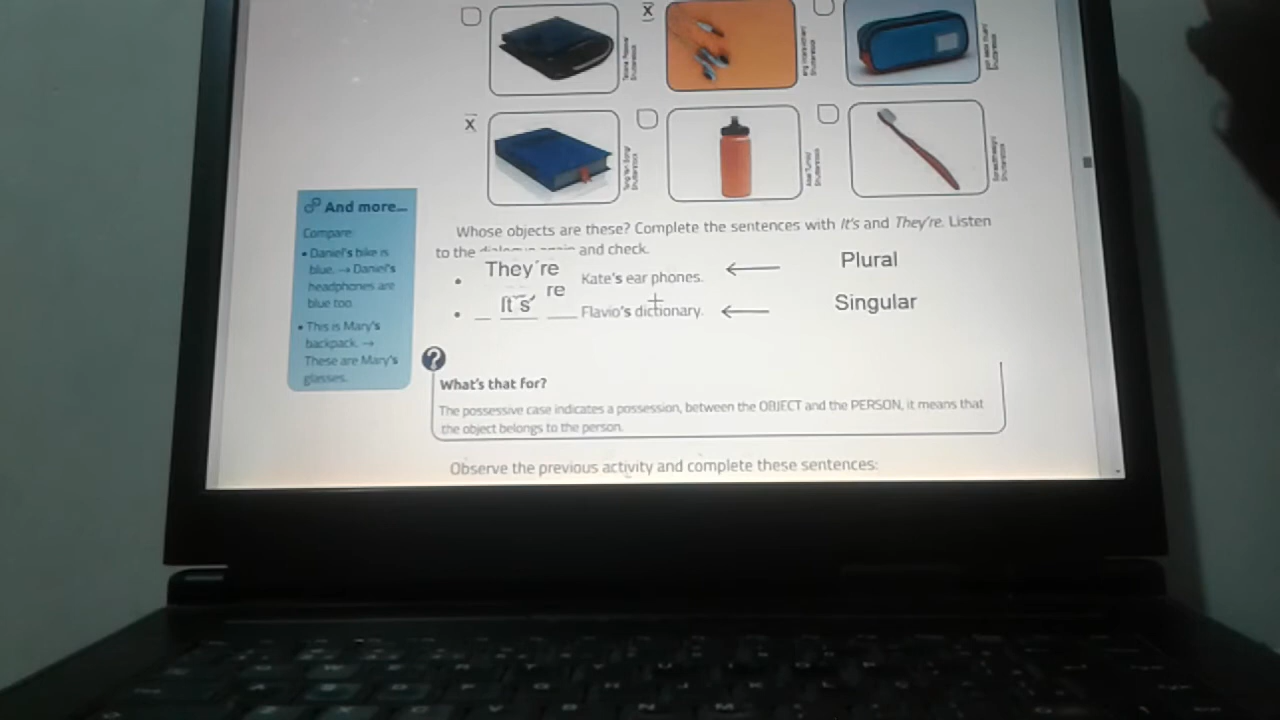 X
X
Whose objects are these? Complete the sentences with It's and They're. Listen
to the dialogue again and check.
• They´re Kate's ear phones. Plural
• _ It´s´ re ___ Flavio's dictionary. Singular
And more...
Compare:
• Daniel's bike is
blue. → Daniel's
headphones are
blue too.
• This is Mary's
backpack. →
These are Mary's
glasses.
?
What's that for?
The possessive case indicates a possession, between the OBJECT and the PERSON, it means that
the object belongs to the person.
Observe the previous activity and complete these sentences: